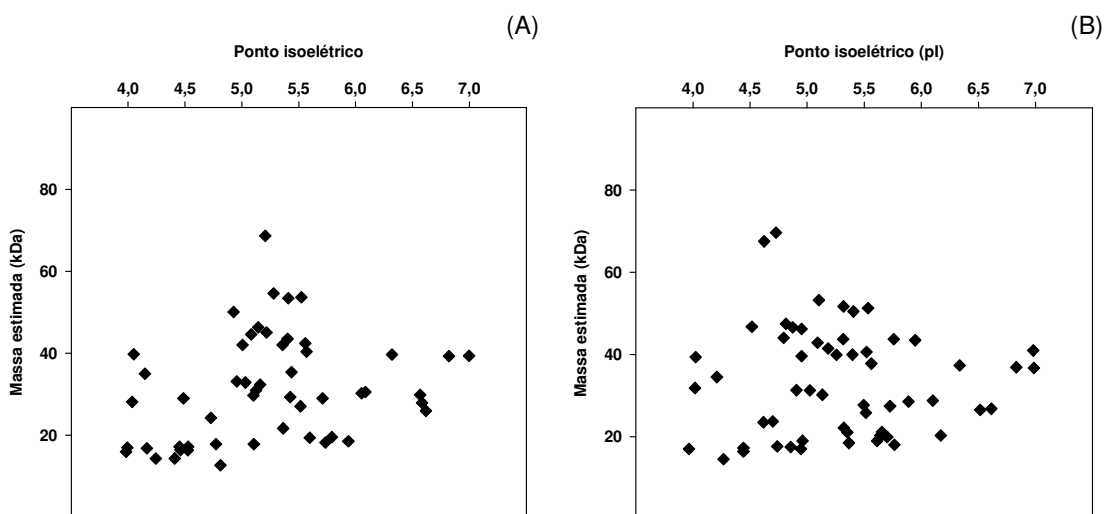 (A)
Ponto isoelétrico
4,0 4,5 5,0 5,5 6,0 6,5 7,0
80
60
40
20
Massa estimada (kDa)
(B)
Ponto isoelétrico (pI)
4,0 4,5 5,0 5,5 6,0 6,5 7,0
80
60
40
20
Massa estimada (kDa)